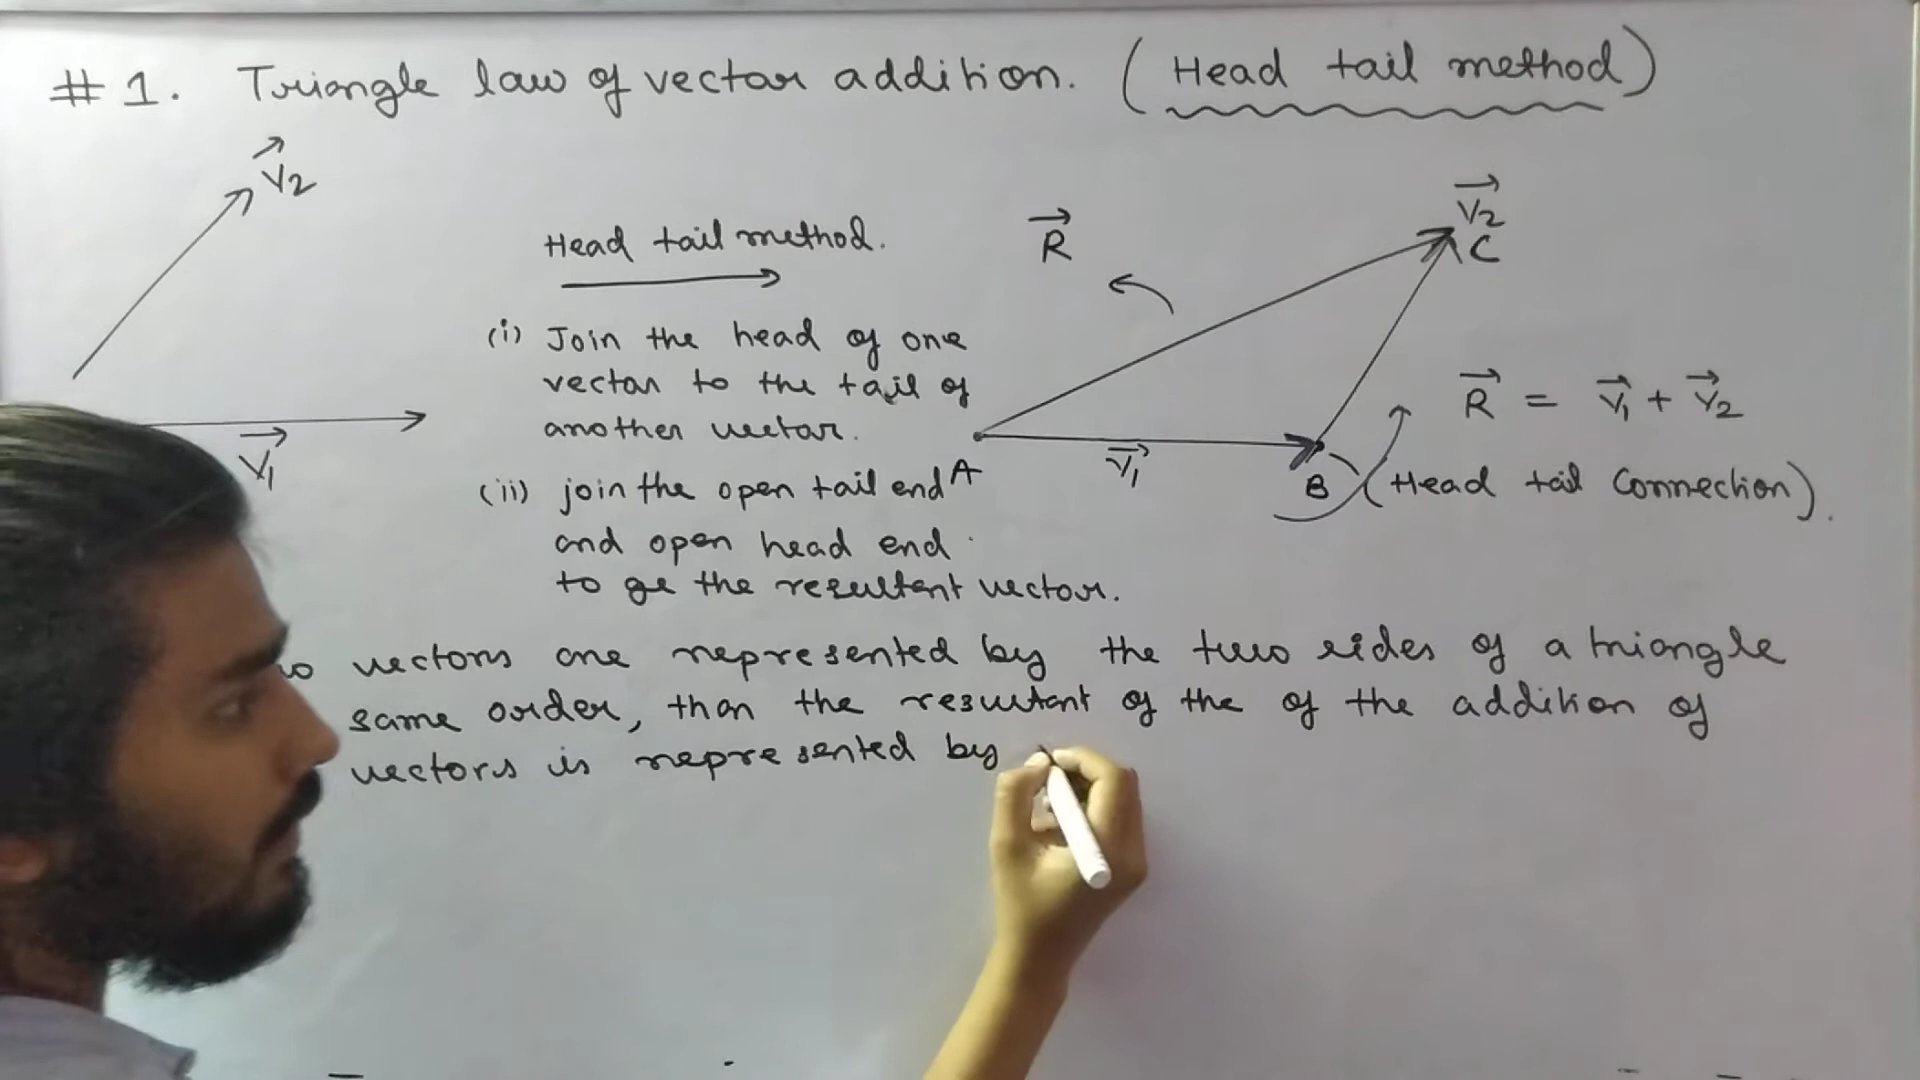 # 1. Triangle law of vector addition. (Head tail method)
V2
V1
Head tail method.
(i) Join the head of one
vector to the tail of
another vector.
(ii) join the open tail end
and open head end
to ge the resultant vector.
R
V2
C
A
V1
B
R = V1 + V2
(Head tail Connection).
vectors are represented by the two sides of a triangle
same order, than the resultant of the of the addition of
vectors is represented by